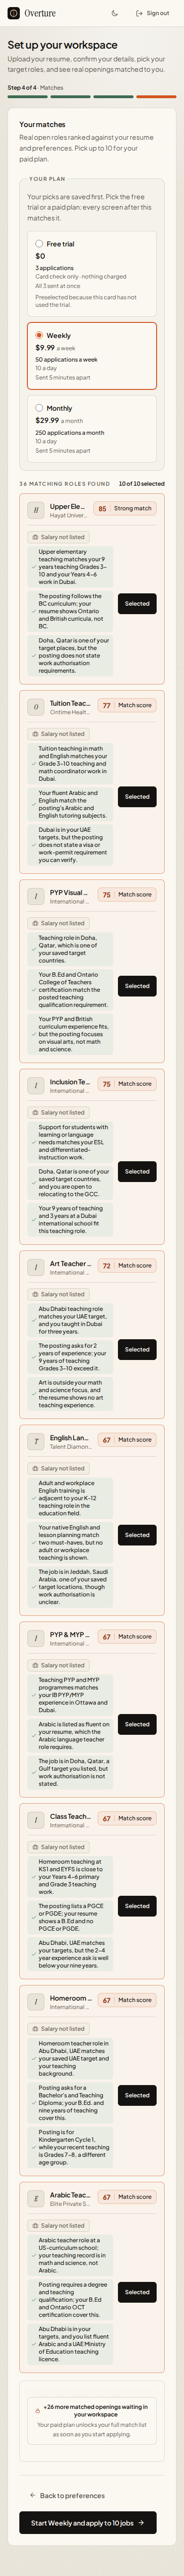 Overture
Sign out
Set up your workspace
Upload your resume, confirm your details, pick your
target roles, and see real openings matched to you.
Step 4 of 4 · Matches
Your matches
Real open roles ranked against your resume
and preferences. Pick up to 10 for your
paid plan.
YOUR PLAN
Your picks are saved first. Pick the free
trial or a paid plan; every screen after this
matches it.
Free trial
$0
3 applications
Card check only · nothing charged
All 3 sent at once
Preselected because this card has not
used the trial.
Weekly
$9.99 a week
50 applications a week
10 a day
Sent 5 minutes apart
Monthly
$29.99 a month
250 applications a month
10 a day
Sent 5 minutes apart
36 MATCHING ROLES FOUND 10 of 10 selected
H Upper Ele... 85 Strong match
Hayat Univer...
Salary not listed
Upper elementary
teaching matches your 9
years teaching Grades 3–
10 and your Years 4–6
work in Dubai.
The posting follows the
BC curriculum; your
resume shows Ontario
and British curricula, not
BC.
Doha, Qatar is one of your
target places, but the
posting does not state
work authorisation
requirements.
Selected
O Tuition Teac... 77 Match score
Ontime Healt...
Salary not listed
Tuition teaching in math
and English matches your
Grade 3–10 teaching and
math coordinator work in
Dubai.
Your fluent Arabic and
English match the
posting's Arabic and
English tutoring subjects.
Dubai is in your UAE
targets, but the posting
does not state a visa or
work-permit requirement
you can verify.
Selected
I PYP Visual ... 75 Match score
International ...
Salary not listed
Teaching role in Doha,
Qatar, which is one of
your saved target
countries.
Your B.Ed and Ontario
College of Teachers
certification match the
posted teaching
qualification requirement.
Your PYP and British
curriculum experience fits,
but the posting focuses
on visual arts, not math
and science.
Selected
I Inclusion Te... 75 Match score
International ...
Salary not listed
Support for students with
learning or language
needs matches your ESL
and differentiated-
instruction work.
Doha, Qatar is one of your
saved target countries,
and you are open to
relocating to the GCC.
Your 9 years of teaching
and 3 years at a Dubai
international school fit
this teaching role.
Selected
I Art Teacher ... 72 Match score
International ...
Salary not listed
Abu Dhabi teaching role
matches your UAE target,
and you taught in Dubai
for three years.
The posting asks for 2
years of experience; your
9 years of teaching
Grades 3–10 exceed it.
Art is outside your math
and science focus, and
the resume shows no art
teaching experience.
Selected
T English Lan... 67 Match score
Talent Diamon...
Salary not listed
Adult and workplace
English training is
adjacent to your K–12
teaching role in the
education field.
Your native English and
lesson planning match
two must-haves, but no
adult or workplace
teaching is shown.
The job is in Jeddah, Saudi
Arabia, one of your saved
target locations, though
work authorisation is
unclear.
Selected
I PYP & MYP ... 67 Match score
International ...
Salary not listed
Teaching PYP and MYP
programmes matches
your IB PYP/MYP
experience in Ottawa and
Dubai.
Arabic is listed as fluent on
your resume, which the
Arabic language teacher
role requires.
The job is in Doha, Qatar, a
Gulf target you listed, but
work authorisation is not
stated.
Selected
I Class Teach... 67 Match score
International ...
Salary not listed
Homeroom teaching at
KS1 and EYFS is close to
your Years 4–6 primary
and Grade 3 teaching
work.
The posting lists a PGCE
or PGDE; your resume
shows a B.Ed and no
PGCE or PGDE.
Abu Dhabi, UAE matches
your targets, but the 2–4
year experience ask is well
below your nine years.
Selected
I Homeroom ... 67 Match score
International ...
Salary not listed
Homeroom teacher role in
Abu Dhabi, UAE matches
your saved UAE target and
your teaching
background.
Posting asks for a
Bachelor's and Teaching
Diploma; your B.Ed. and
nine years of teaching
cover this.
Posting is for
Kindergarten Cycle 1,
while your recent teaching
is Grades 7–8, a different
age group.
Selected
E Arabic Teac... 67 Match score
Elite Private S...
Salary not listed
Arabic teacher role at a
US-curriculum school;
your teaching record is in
math and science, not
Arabic.
Posting requires a degree
and teaching
qualification; your B.Ed
and Ontario OCT
certification cover this.
Abu Dhabi is in your
targets, and you list fluent
Arabic and a UAE Ministry
of Education teaching
licence.
Selected
+26 more matched openings waiting in
your workspace
Your paid plan unlocks your full match list
as soon as you start applying.
Back to preferences
Start Weekly and apply to 10 jobs